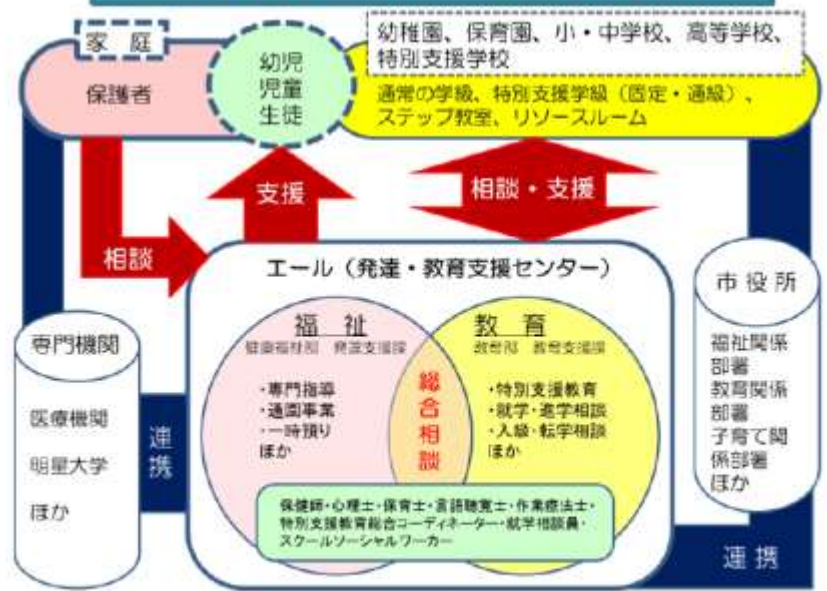 家 庭
保護者
幼児
児童
生徒
幼稚園、保育園、小・中学校、高等学校、
特別支援学校
通常の学級、特別支援学級（固定・通級）、
ステップ教室、リソースルーム
支援
相談・支援
相談
エール（発達・教育支援センター）
福 祉
健康福祉部 発達支援課
・専門指導
・通園事業
・一時預り
ほか
総合相談
教 育
教育部 教育支援課
・特別支援教育
・就学・進学相談
・入級・転学相談
ほか
保健師・心理士・保育士・言語聴覚士・作業療法士・
特別支援教育総合コーディネーター・就学相談員・
スクールソーシャルワーカー
専門機関
医療機関
明星大学
ほか
連携
市役所
福祉関係
部署
教育関係
部署
子育て関
係部署
ほか
連携